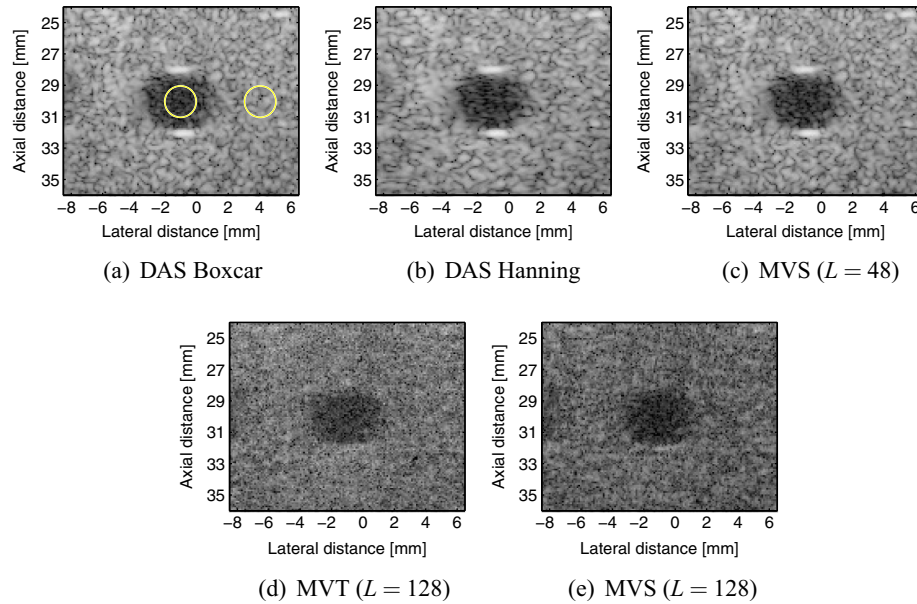 25
27
29
31
33
35
Axial distance [mm]
−8 −6 −4 −2 0 2 4 6
Lateral distance [mm]
(a) DAS Boxcar
25
27
29
31
33
35
Axial distance [mm]
−8 −6 −4 −2 0 2 4 6
Lateral distance [mm]
(b) DAS Hanning
25
27
29
31
33
35
Axial distance [mm]
−8 −6 −4 −2 0 2 4 6
Lateral distance [mm]
(c) MVS (L = 48)
25
27
29
31
33
35
Axial distance [mm]
−8 −6 −4 −2 0 2 4 6
Lateral distance [mm]
(d) MVT (L = 128)
25
27
29
31
33
35
Axial distance [mm]
−8 −6 −4 −2 0 2 4 6
Lateral distance [mm]
(e) MVS (L = 128)